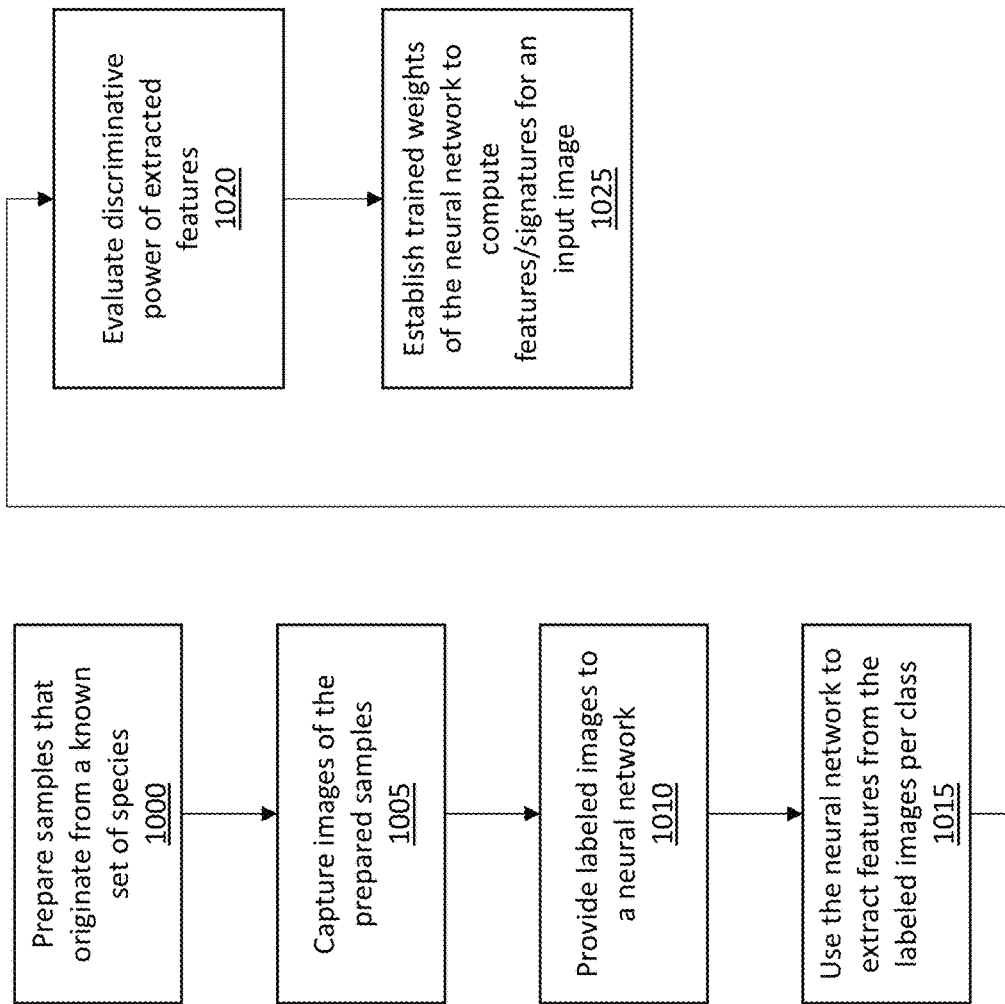 Prepare samples that
originate from a known
set of species
1000
Capture images of the
prepared samples
1005
Provide labeled images to
a neural network
1010
Use the neural network to
extract features from the
labeled images per class
1015
Evaluate discriminative
power of extracted
features
1020
Establish trained weights
of the neural network to
compute
features/signatures for an
input image
1025